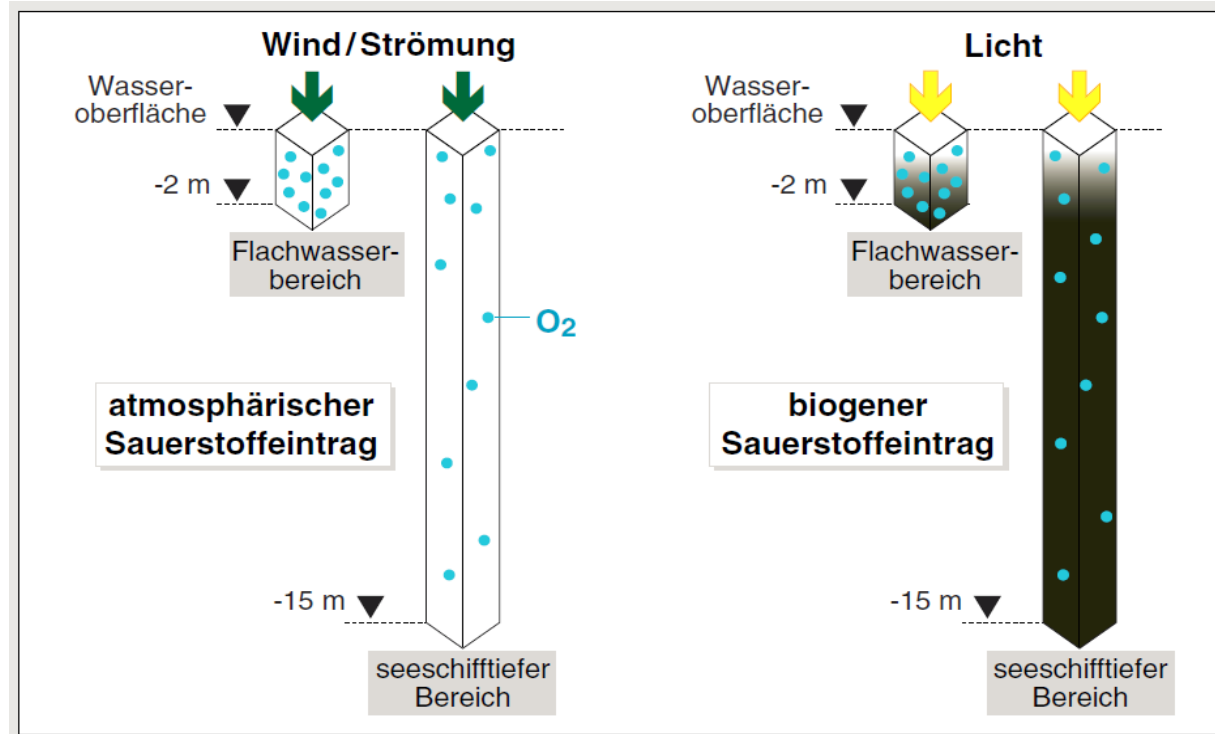 Wind/Strömung
Wasser-
oberfläche
-2 m
Flachwasser-
bereich
O2
atmosphärischer
Sauerstoffeintrag
-15 m
seeschifftiefer
Bereich
Licht
Wasser-
oberfläche
-2 m
Flachwasser-
bereich
biogener
Sauerstoffeintrag
-15 m
seeschifftiefer
Bereich